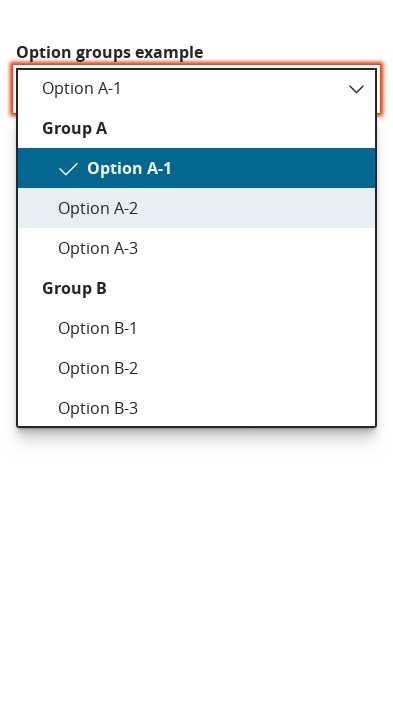 Option groups example
Option A-1
Group A
Option A-1
Option A-2
Option A-3
Group B
Option B-1
Option B-2
Option B-3